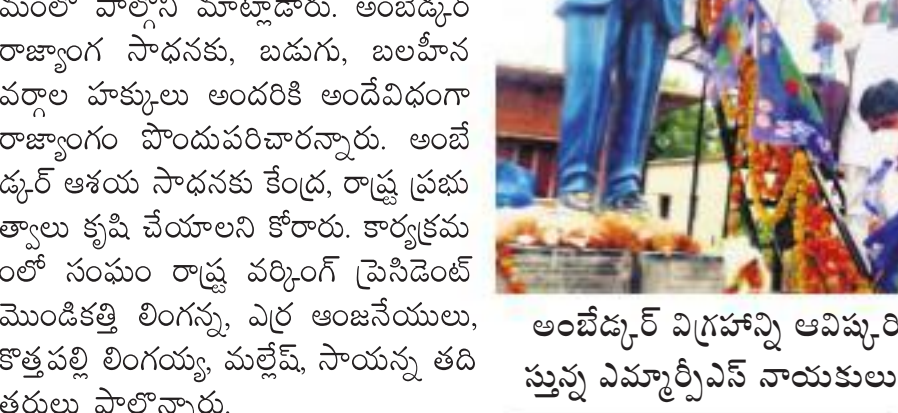 మంలో పాల్గొని మాట్లాడారు. అంబేడ్కర్
రాజ్యాంగ సాధనకు, బడుగు, బలహీన
వర్గాల హక్కులు అందరికి అందేవిధంగా
రాజ్యాంగం పొందుపరిచారన్నారు. అంబే
డ్కర్ ఆశయ సాధనకు కేంద్ర, రాష్ట్ర ప్రభు
త్వాలు కృషి చేయాలని కోరారు. కార్యక్రమ
ంలో సంఘం రాష్ట్ర వర్కింగ్ ప్రెసిడెంట్
మొండికత్తి లింగన్న, ఎర్ర ఆంజనేయులు,
కొత్తపల్లి లింగయ్య, మల్లేష్, సాయన్న తది
తరులు పాల్గొన్నారు.
అంబేడ్కర్ విగ్రహాన్ని ఆవిష్కరి
స్తున్న ఎమ్మార్పీఎస్ నాయకులు